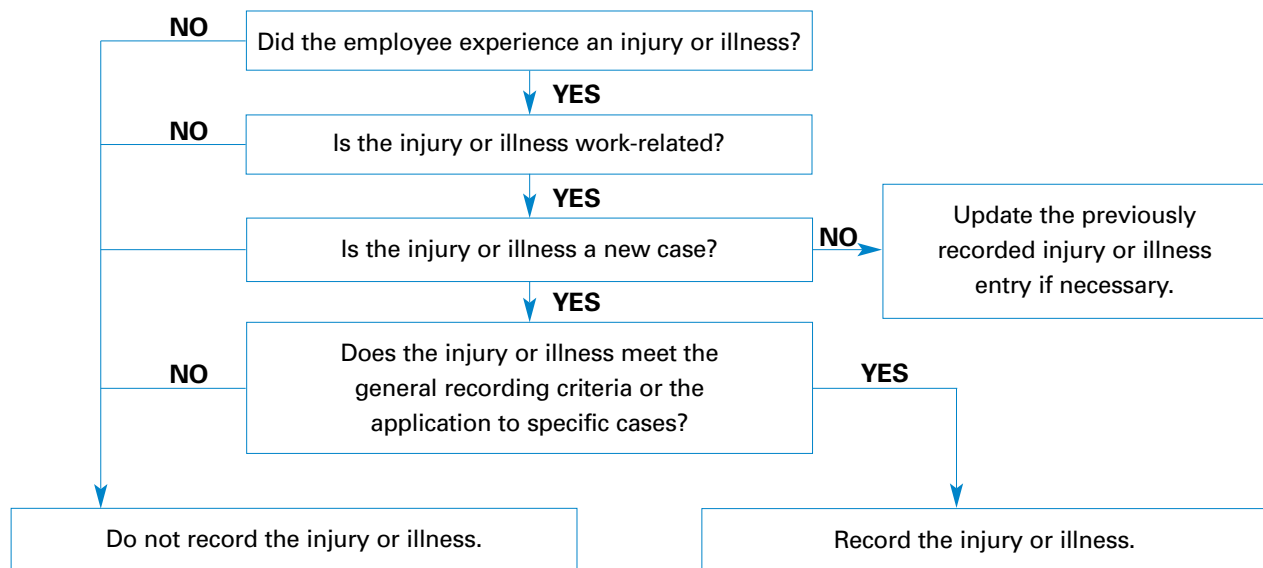 NO
Did the employee experience an injury or illness?
YES
NO
Is the injury or illness work-related?
YES
Is the injury or illness a new case?
NO
Update the previously
recorded injury or illness
entry if necessary.
YES
NO
Does the injury or illness meet the
general recording criteria or the
application to specific cases?
YES
Do not record the injury or illness.
Record the injury or illness.